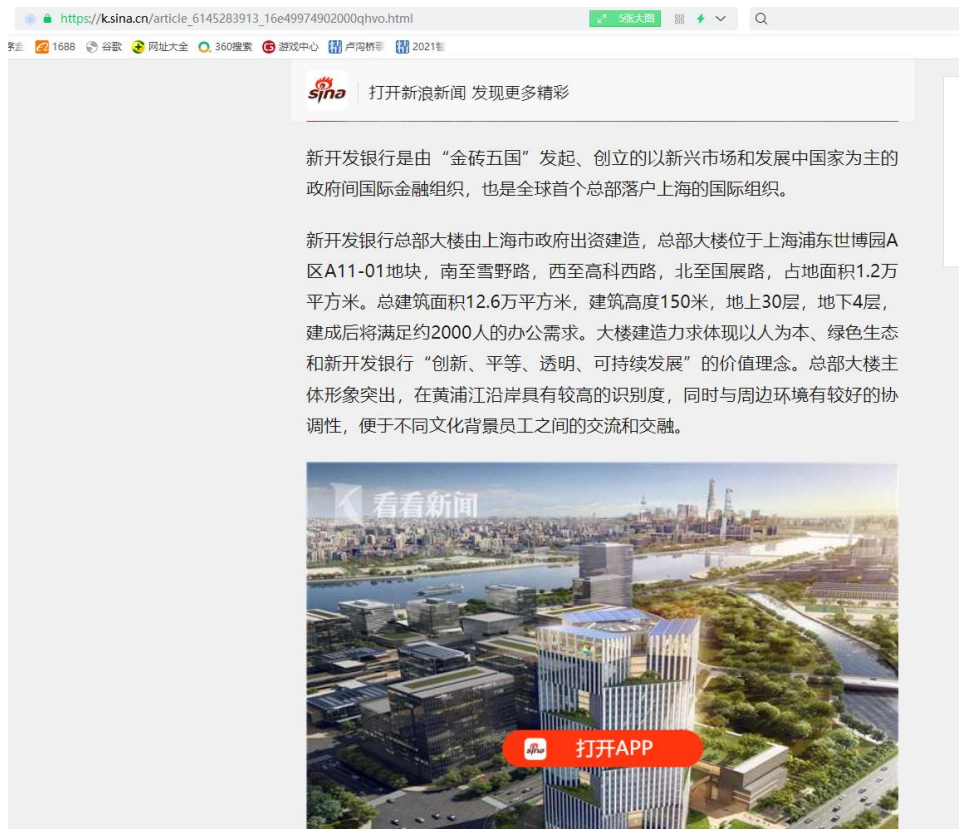 https://k.sina.cn/article_6145283913_16e49974902000qhvo.html
5张大图
1688 谷歌 网址大全 360搜索 游戏中心 卢沟桥事 2021智
sina 打开新浪新闻 发现更多精彩
新开发银行是由“金砖五国”发起、创立的以新兴市场和发展中国家为主的
政府间国际金融组织，也是全球首个总部落户上海的国际组织。
新开发银行总部大楼由上海市政府出资建造，总部大楼位于上海浦东世博园A
区A11-01地块，南至雪野路，西至高科西路，北至国展路，占地面积1.2万
平方米。总建筑面积12.6万平方米，建筑高度150米，地上30层，地下4层，
建成后将满足约2000人的办公需求。大楼建造力求体现以人为本、绿色生态
和新开发银行“创新、平等、透明、可持续发展”的价值理念。总部大楼主
体形象突出，在黄浦江沿岸具有较高的识别度，同时与周边环境有较好的协
调性，便于不同文化背景员工之间的交流和交融。
看看新闻
sina 打开APP